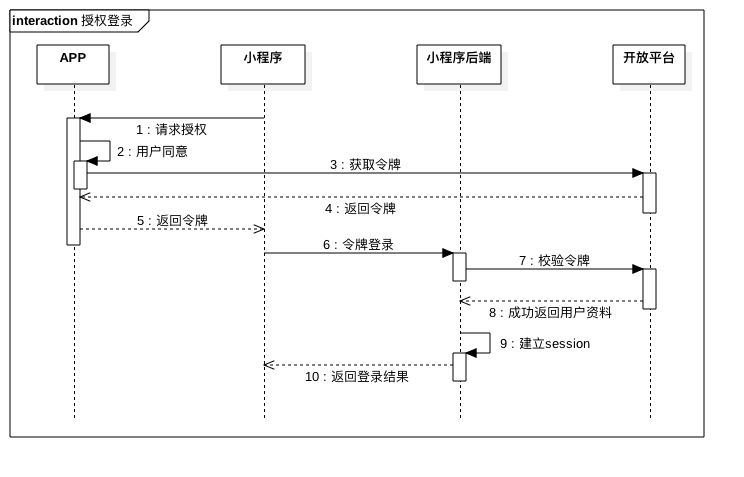 interaction 授权登录
APP
小程序
小程序后端
开放平台
1 : 请求授权
2 : 用户同意
3 : 获取令牌
4 : 返回令牌
5 : 返回令牌
6 : 令牌登录
7 : 校验令牌
8 : 成功返回用户资料
9 : 建立session
10 : 返回登录结果